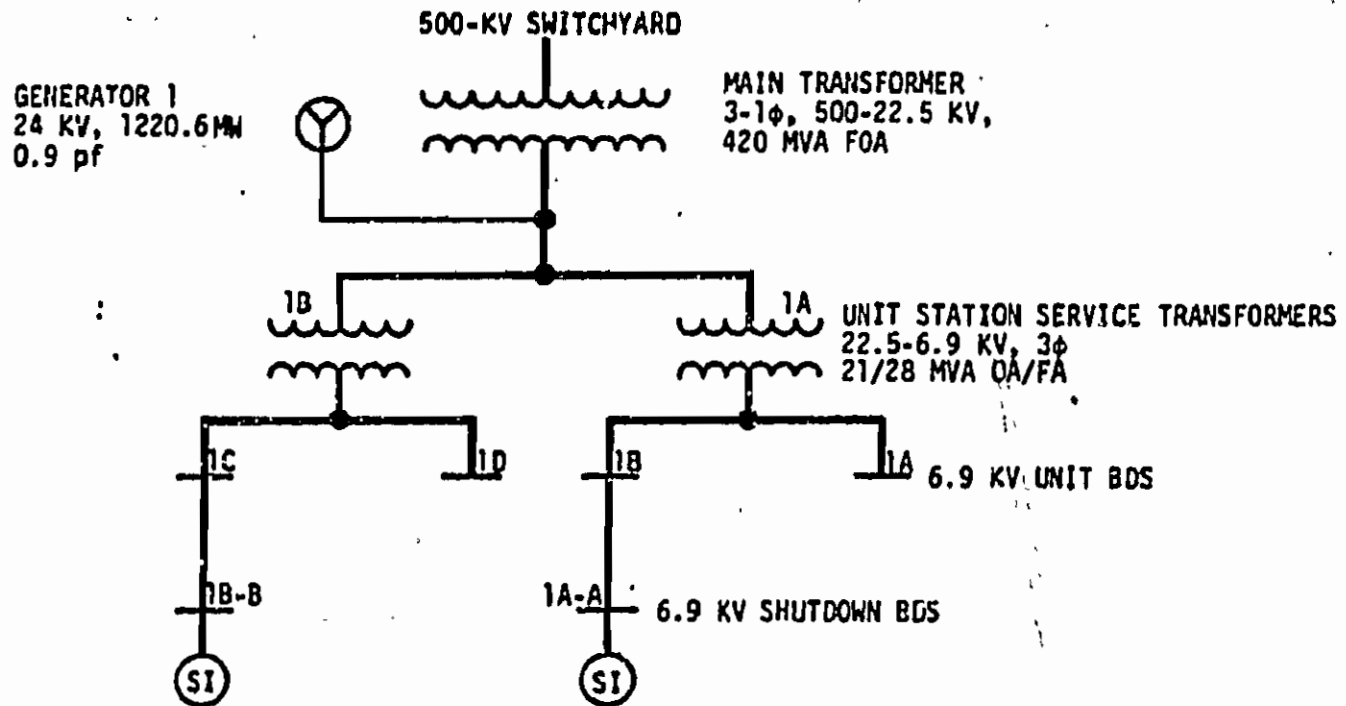 500-KV SWITCHYARD
GENERATOR 1
24 KV, 1220.6MW
0.9 pf
MAIN TRANSFORMER
3-1φ, 500-22.5 KV,
420 MVA FOA
1B
1A
UNIT STATION SERVICE TRANSFORMERS
22.5-6.9 KV, 3φ
21/28 MVA OA/FA
1C
1D
1B
1A
6.9 KV UNIT BDS
1B-B
1A-A
6.9 KV SHUTDOWN BDS
SI
SI